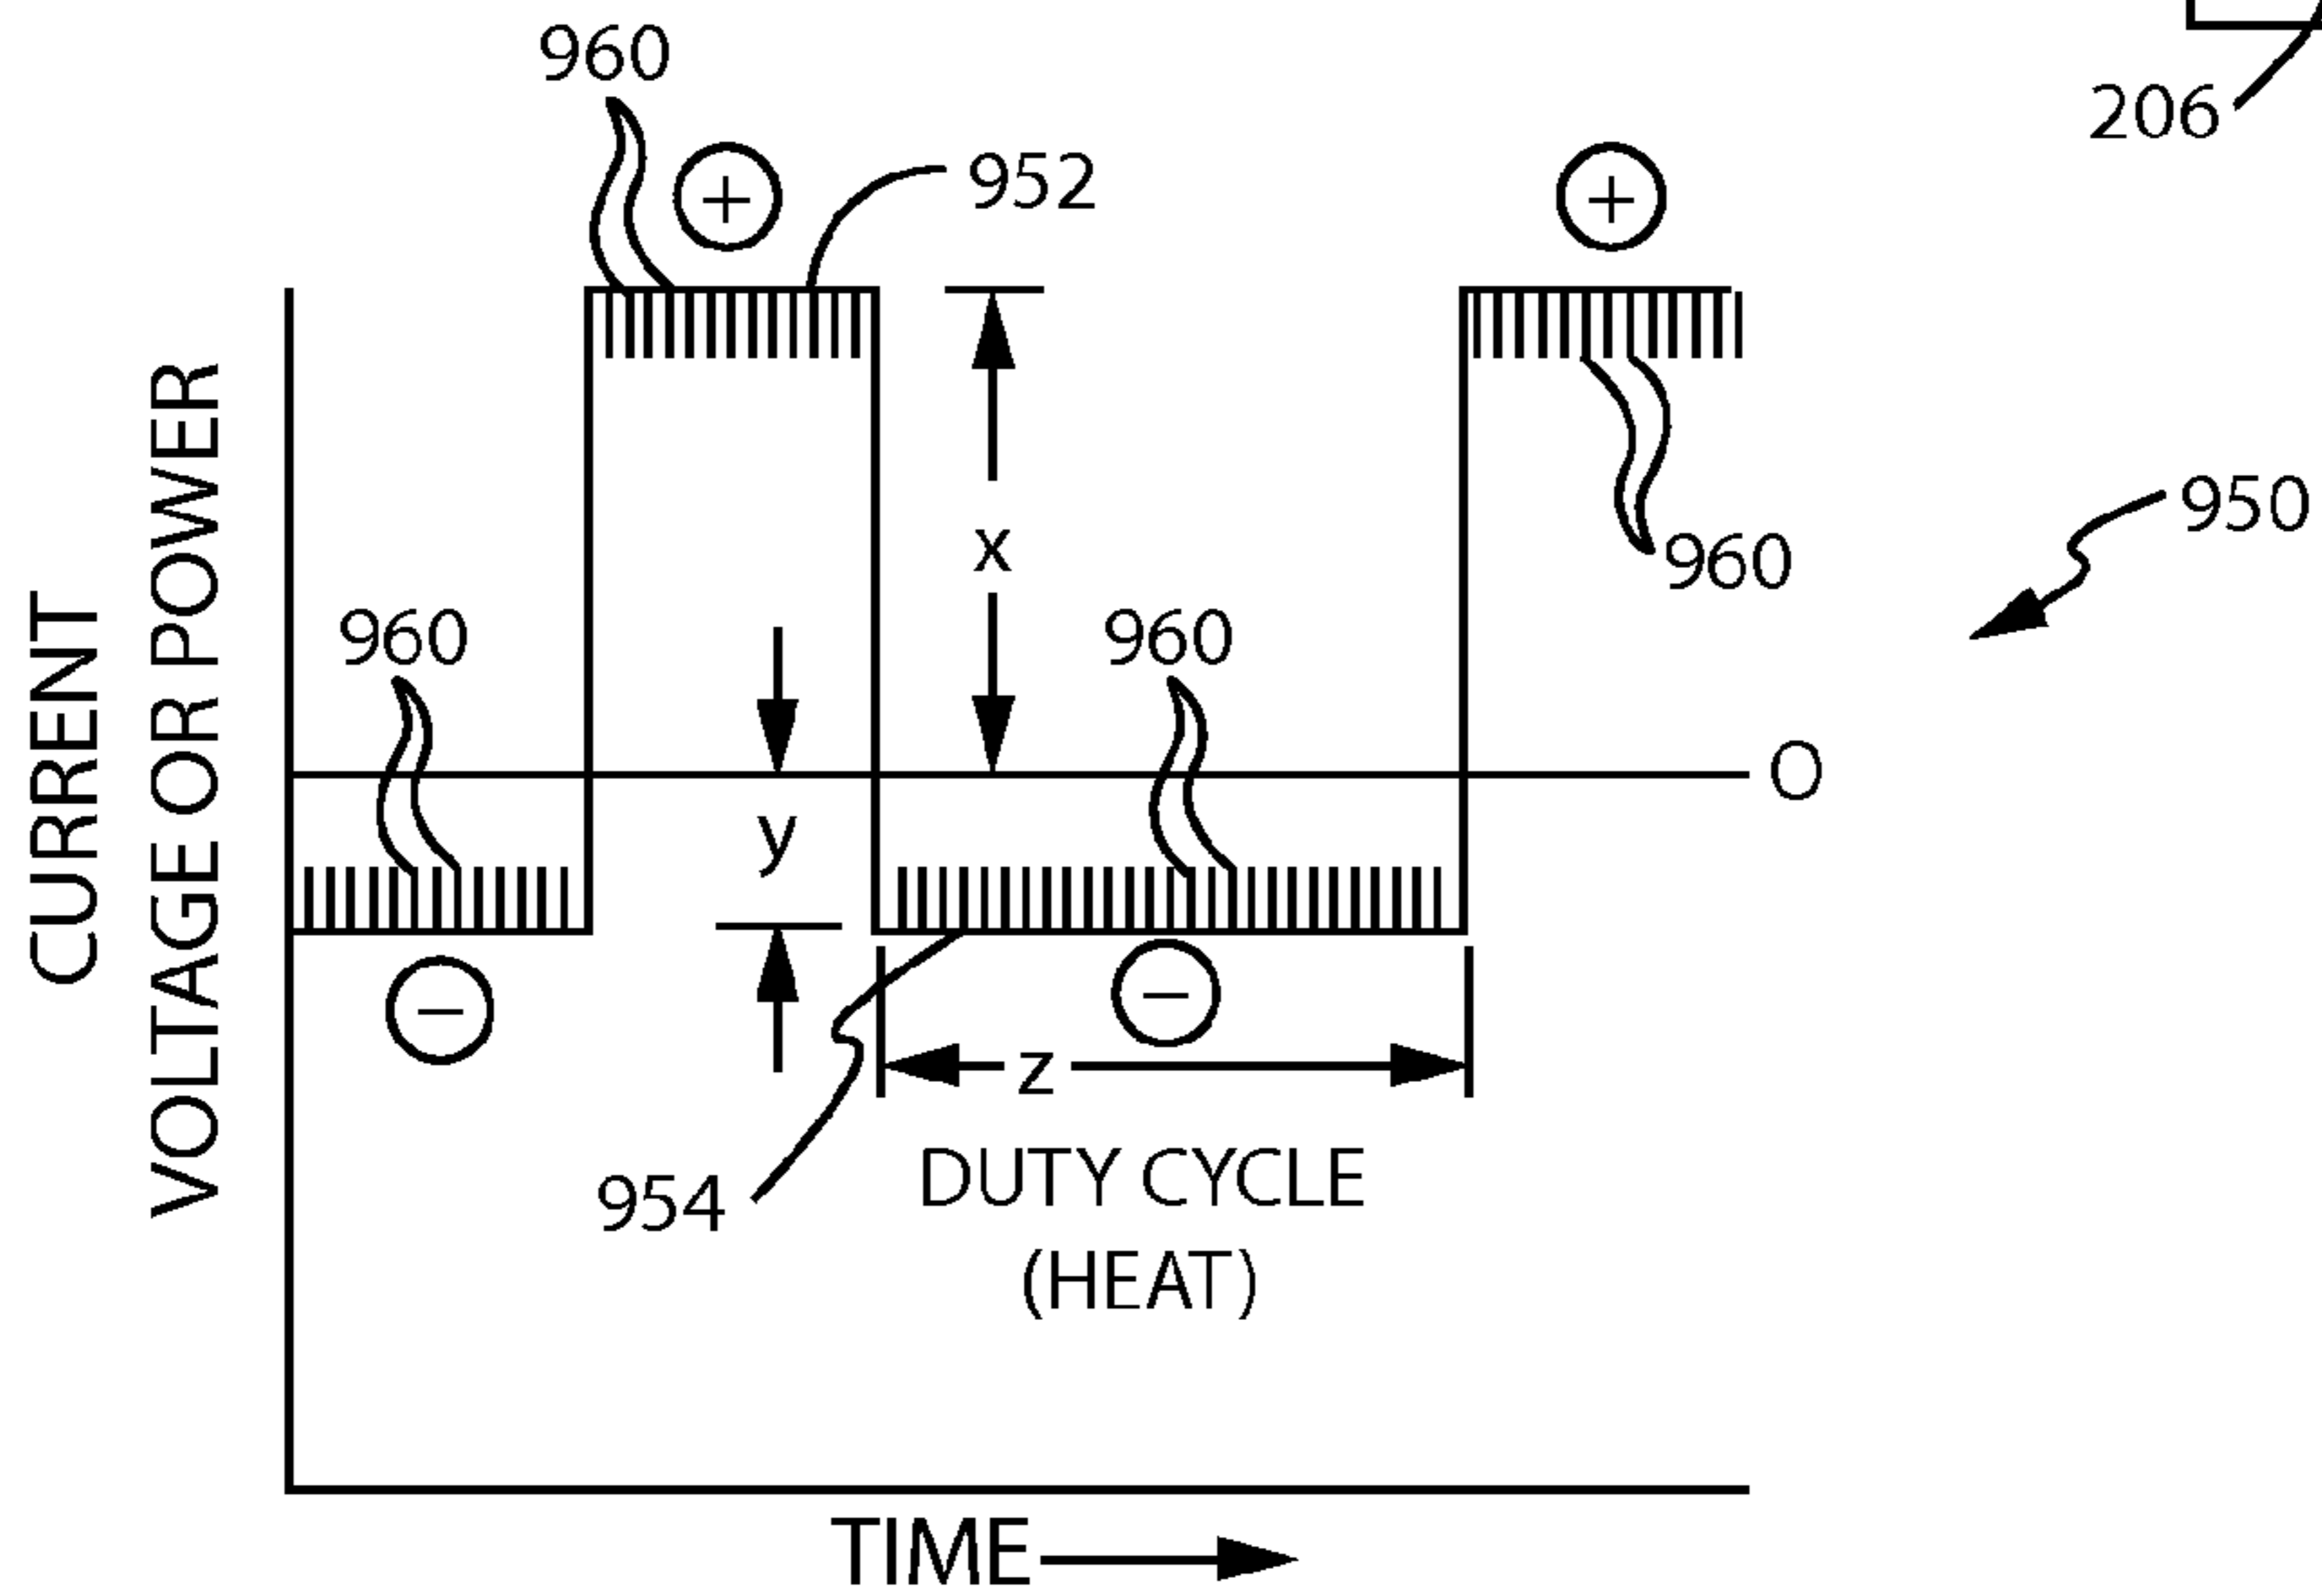 960
+
952
+
206
CURRENT
VOLTAGE OR POWER
x
960
950
960
960
O
y
−
−
z
954
DUTY CYCLE
(HEAT)
TIME